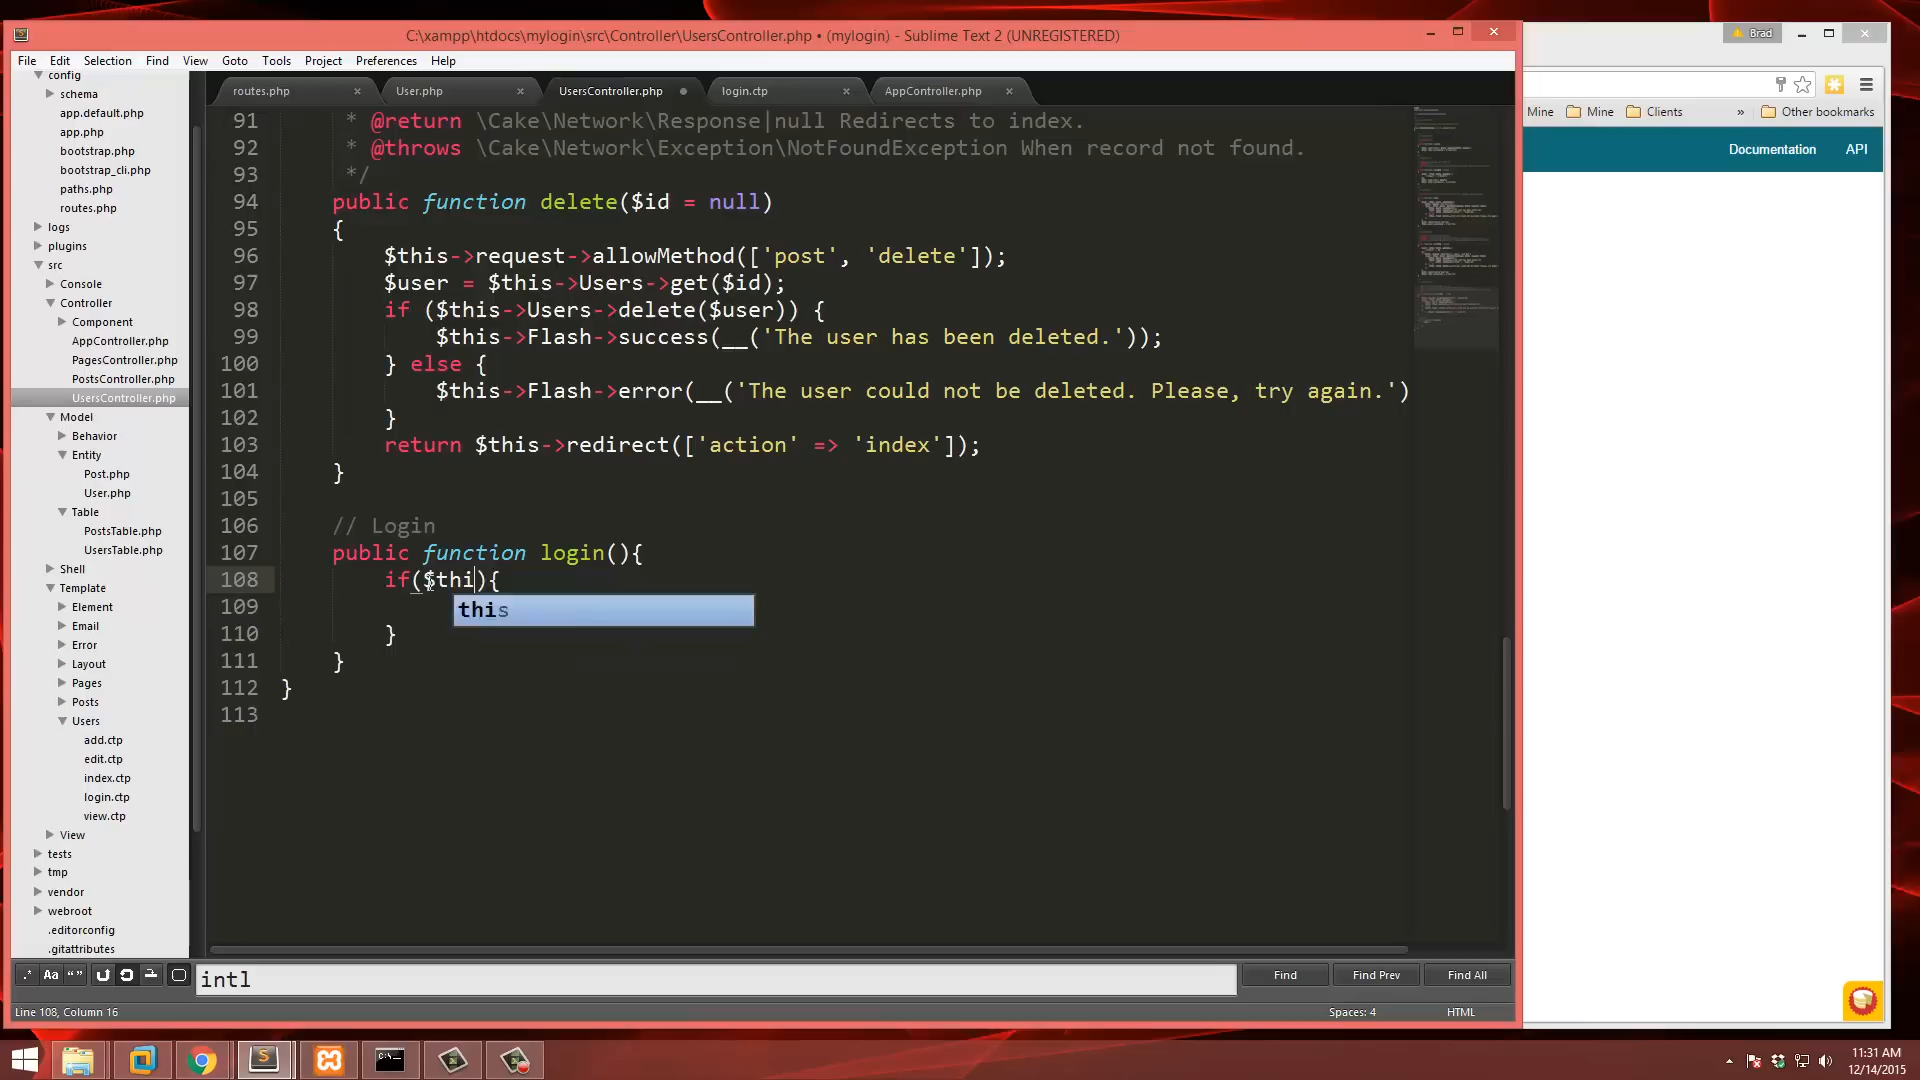 C:\xampp\htdocs\mylogin\src\Controller\UsersController.php • (mylogin) - Sublime Text 2 (UNREGISTERED)
Brad
File Edit Selection Find View Goto Tools Project Preferences Help
config
schema
app.default.php
app.php
bootstrap.php
bootstrap_cli.php
paths.php
routes.php
logs
plugins
src
Console
Controller
Component
AppController.php
PagesController.php
PostsController.php
UsersController.php
Model
Behavior
Entity
Post.php
User.php
Table
PostsTable.php
UsersTable.php
Shell
Template
Element
Email
Error
Layout
Pages
Posts
Users
add.ctp
edit.ctp
index.ctp
login.ctp
view.ctp
View
tests
tmp
vendor
webroot
.editorconfig
.gitattributes
routes.php User.php UsersController.php login.ctp AppController.php
91 * @return \Cake\Network\Response|null Redirects to index.
92 * @throws \Cake\Network\Exception\NotFoundException When record not found.
93 */
94 public function delete($id = null)
95 {
96 $this->request->allowMethod(['post', 'delete']);
97 $user = $this->Users->get($id);
98 if ($this->Users->delete($user)) {
99 $this->Flash->success(__('The user has been deleted.'));
100 } else {
101 $this->Flash->error(__('The user could not be deleted. Please, try again.')
102 }
103 return $this->redirect(['action' => 'index']);
104 }
105
106 // Login
107 public function login(){
108 if($thi){
109
this
110 }
111 }
112 }
113
Mine Mine Clients » Other bookmarks
Documentation API
.* Aa “ ” intl Find Find Prev Find All
Line 108, Column 16 Spaces: 4 HTML
11:31 AM
12/14/2015